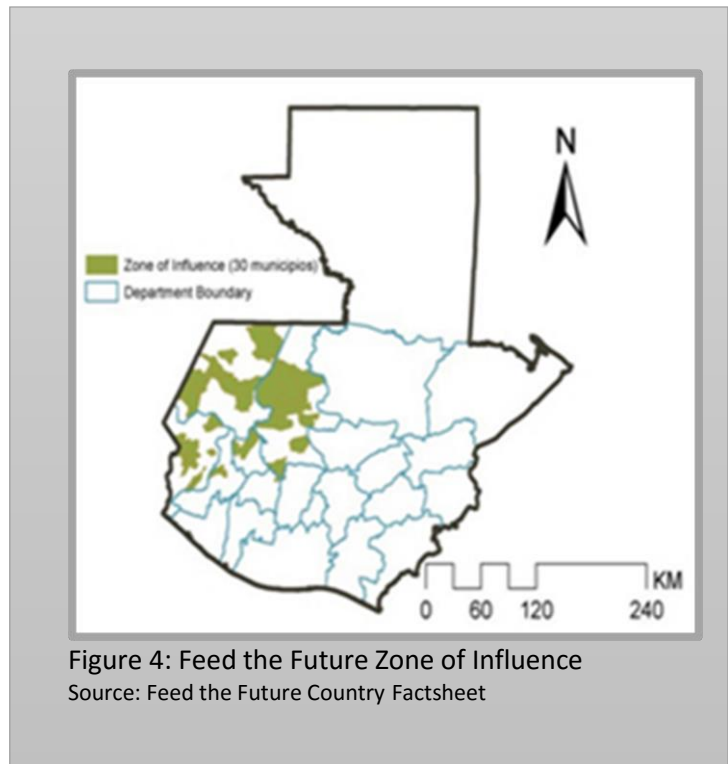 N
Zone of Influence (30 municipios)
Department Boundary
KM
0 60 120 240
Figure 4: Feed the Future Zone of Influence
Source: Feed the Future Country Factsheet